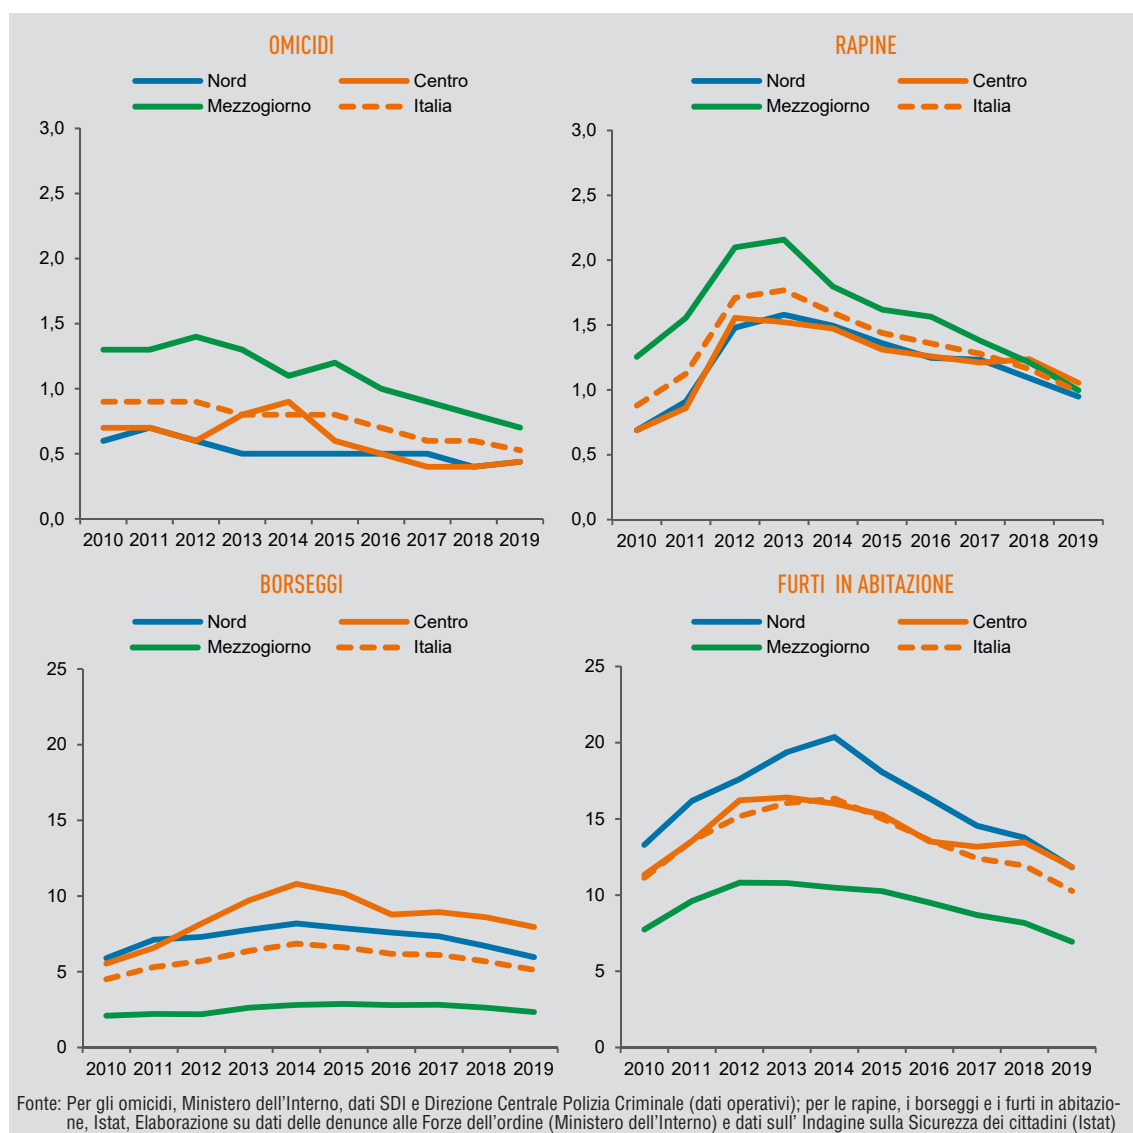 OMICIDI
Nord
Centro
Mezzogiorno
Italia
3,0
2,5
2,0
1,5
1,0
0,5
0,0
2010 2011 2012 2013 2014 2015 2016 2017 2018 2019
RAPINE
Nord
Centro
Mezzogiorno
Italia
3,0
2,5
2,0
1,5
1,0
0,5
0,0
2010 2011 2012 2013 2014 2015 2016 2017 2018 2019
BORSEGGI
Nord
Centro
Mezzogiorno
Italia
25
20
15
10
5
0
2010 2011 2012 2013 2014 2015 2016 2017 2018 2019
FURTI IN ABITAZIONE
Nord
Centro
Mezzogiorno
Italia
25
20
15
10
5
0
2010 2011 2012 2013 2014 2015 2016 2017 2018 2019
Fonte: Per gli omicidi, Ministero dell'Interno, dati SDI e Direzione Centrale Polizia Criminale (dati operativi); per le rapine, i borseggi e i furti in abitazio-
ne, Istat, Elaborazione su dati delle denunce alle Forze dell'ordine (Ministero dell'Interno) e dati sull' Indagine sulla Sicurezza dei cittadini (Istat)